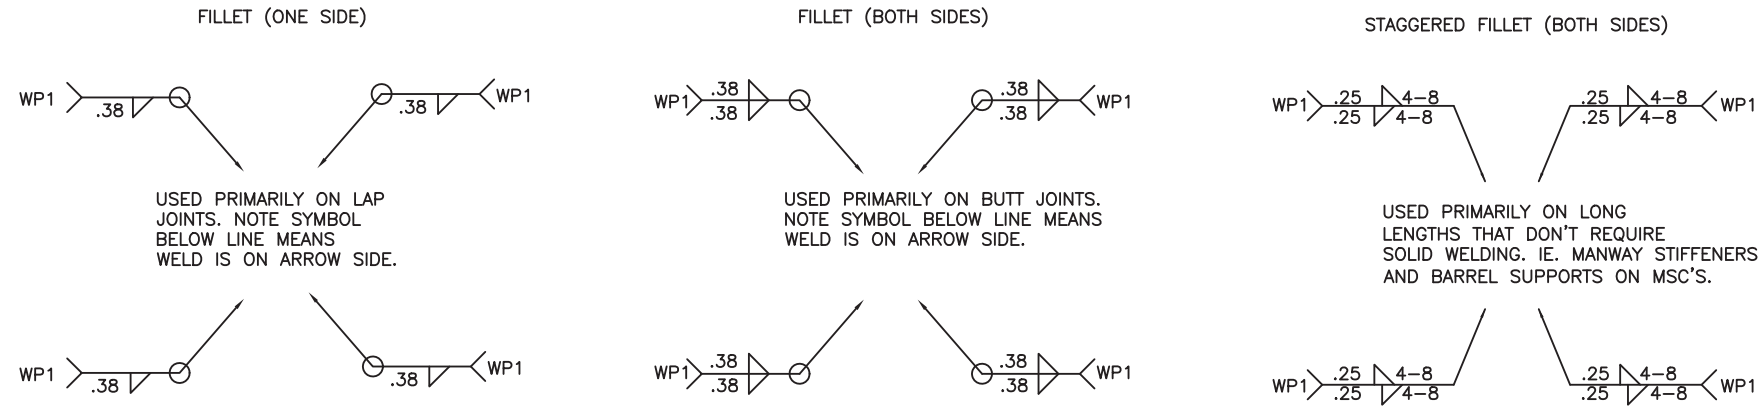 FILLET (ONE SIDE)
WP1 .38
.38 WP1
USED PRIMARILY ON LAP
JOINTS. NOTE SYMBOL
BELOW LINE MEANS
WELD IS ON ARROW SIDE.
WP1 .38
.38 WP1
FILLET (BOTH SIDES)
WP1 .38
.38
.38 WP1
.38
USED PRIMARILY ON BUTT JOINTS.
NOTE SYMBOL BELOW LINE MEANS
WELD IS ON ARROW SIDE.
WP1 .38
.38
.38 WP1
.38
STAGGERED FILLET (BOTH SIDES)
WP1 .25 4-8
.25 4-8
.25 4-8 WP1
.25 4-8
USED PRIMARILY ON LONG
LENGTHS THAT DON'T REQUIRE
SOLID WELDING. IE. MANWAY STIFFENERS
AND BARREL SUPPORTS ON MSC'S.
WP1 .25 4-8
.25 4-8
.25 4-8 WP1
.25 4-8